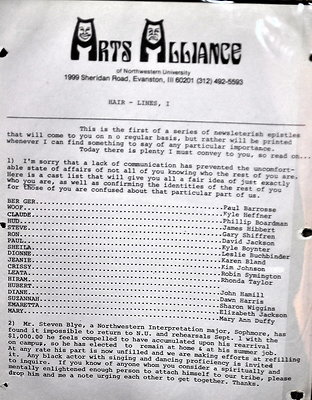 ARTS ALLIANCE
of Northwestern University
1999 Sheridan Road, Evanston, Ill 60201 (312) 492-5593
HAIR - LINES, I
This is the first of a series of newsleterish epistles
that will come to you on n o regular basis, but rather will be printed
whenever I can find something to say of any particular importance.
Today there is plenty I must convey to you, so read on...
1) I'm sorry that a lack of communication has prevented the uncomfort-
able state of affairs of not all of you knowing who the rest of you are.
Here is a cast list that will give you all a fair idea of just exactly
who you are, as well as confirming the identities of the rest of you
for those of you are confused about that particular part of us.
BER GER...Paul Barrosse
WOOF...Kyle Heffner
CLAUDE...Phillip Boardman
HUD...James Hibbert
STEVE...Gary Shiffren
RON...David Jackson
PAUL...Kyle Boynter
SHEILA...Leslie Buchbinder
DIONNE...Karen Bland
JEANIE...Kim Johnson
CRISSY...Robin Symington
LEATA...Rhonda Taylor
HIRAM...
HUBERT...John Hamill
DIANE...Dawn Harris
SUZANNAH...Sharon Wiggins
EMARETTA...Elizabeth Jackson
MARY...Mary Ann Duffy
2) Mr. Steven Blye, a Northwestern Interpretation major, Sophmore, has
found it impossible to return to N.U. and rehearsals Sept. 1 with the
$2,000.00 he feels compelled to have accumulated upon his rearrival
on campus, so he has elected to remain at home & at his summer job.
At any rate his part is now unfilled and we are making efforts at refilling
it. Any black actor with singing and dancing proficiency is invited
to inquire. If you know of anyone whom you consider a spiritually and
mentally enlightened enough person to attach himself to our tribe, please
drop him and me a note urging each other to get together. Thanks.